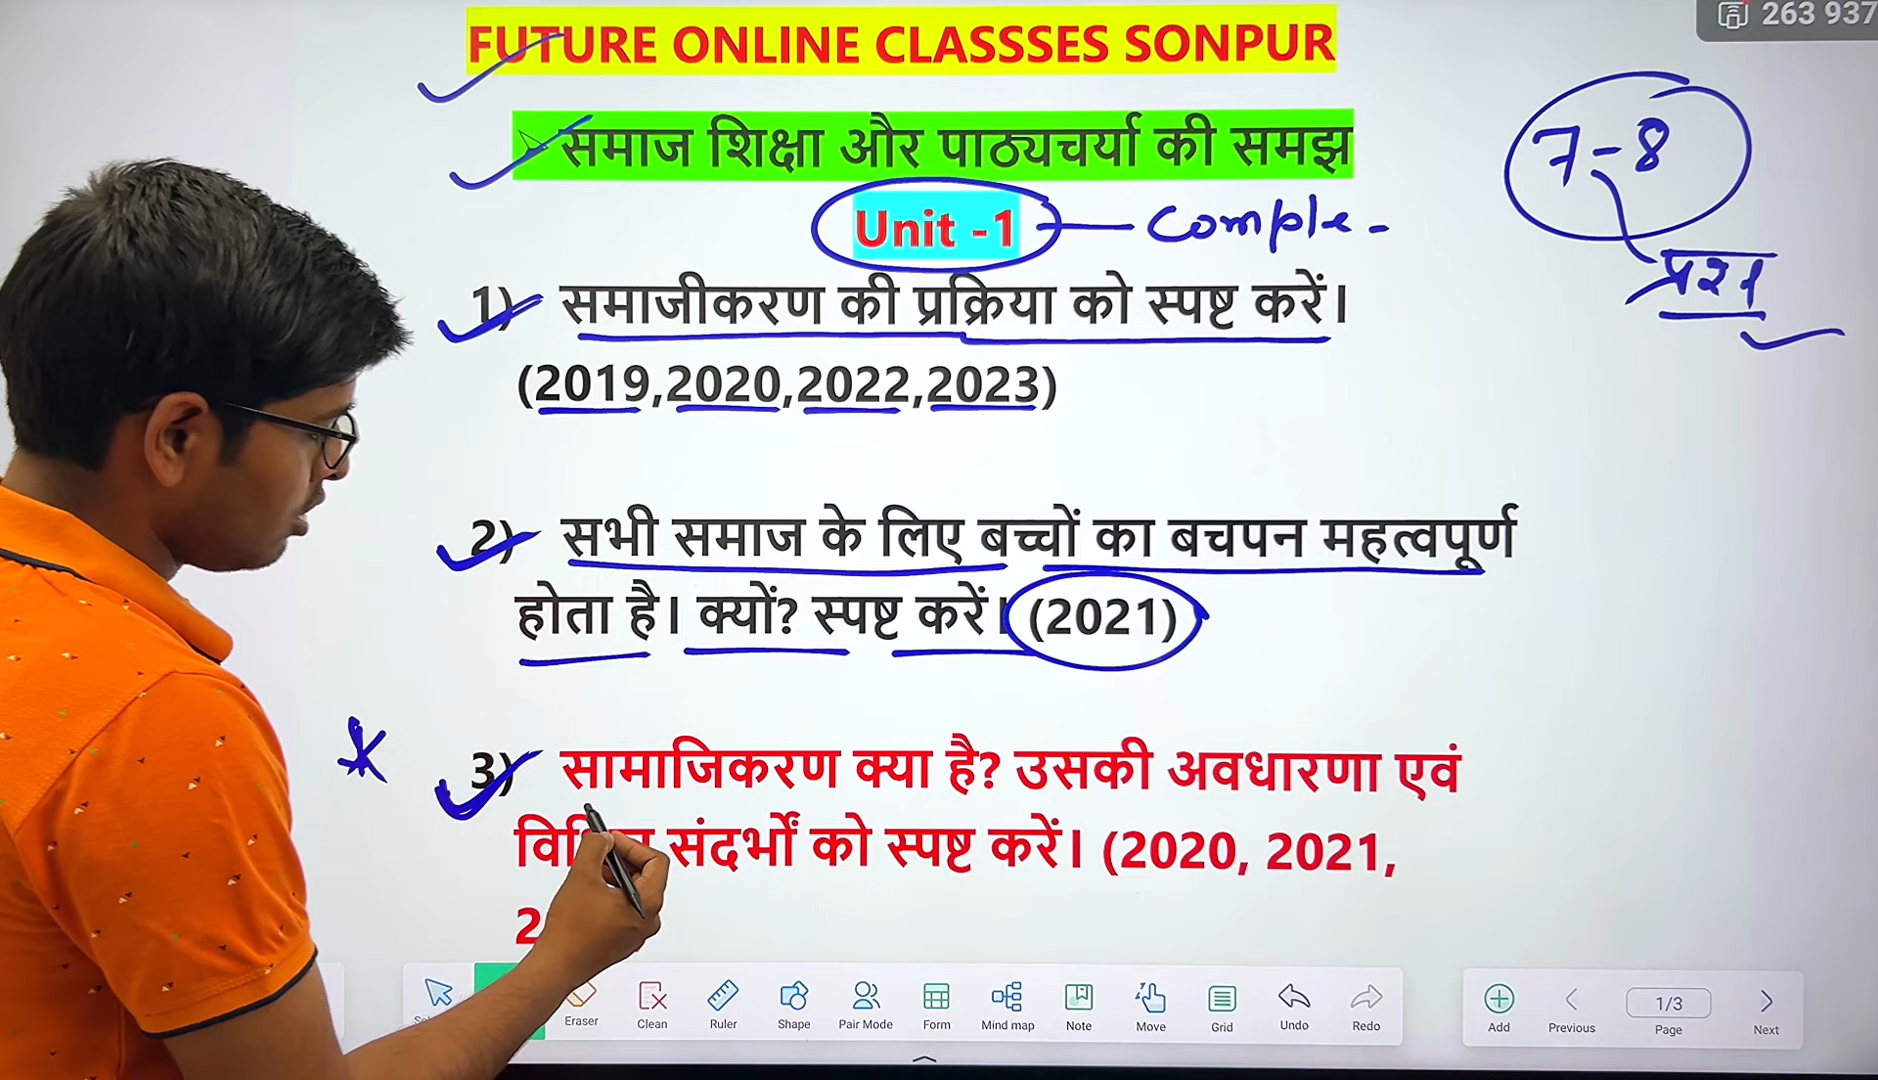 263 937
FUTURE ONLINE CLASSSES SONPUR
समाज शिक्षा और पाठ्यचर्या की समझ
7-8
Unit -1
Comple -
प्रश्न
1) समाजीकरण की प्रक्रिया को स्पष्ट करें।
(2019,2020,2022,2023)
2) सभी समाज के लिए बच्चों का बचपन महत्वपूर्ण
होता है। क्यों? स्पष्ट करें। (2021)
3) सामाजिकरण क्या है? उसकी अवधारणा एवं
संदर्भों को स्पष्ट करें। (2020, 2021,
Eraser Clean Ruler Shape Pair Mode Form Mind map Note Move Grid Undo Redo
Add Previous 1/3 Page Next